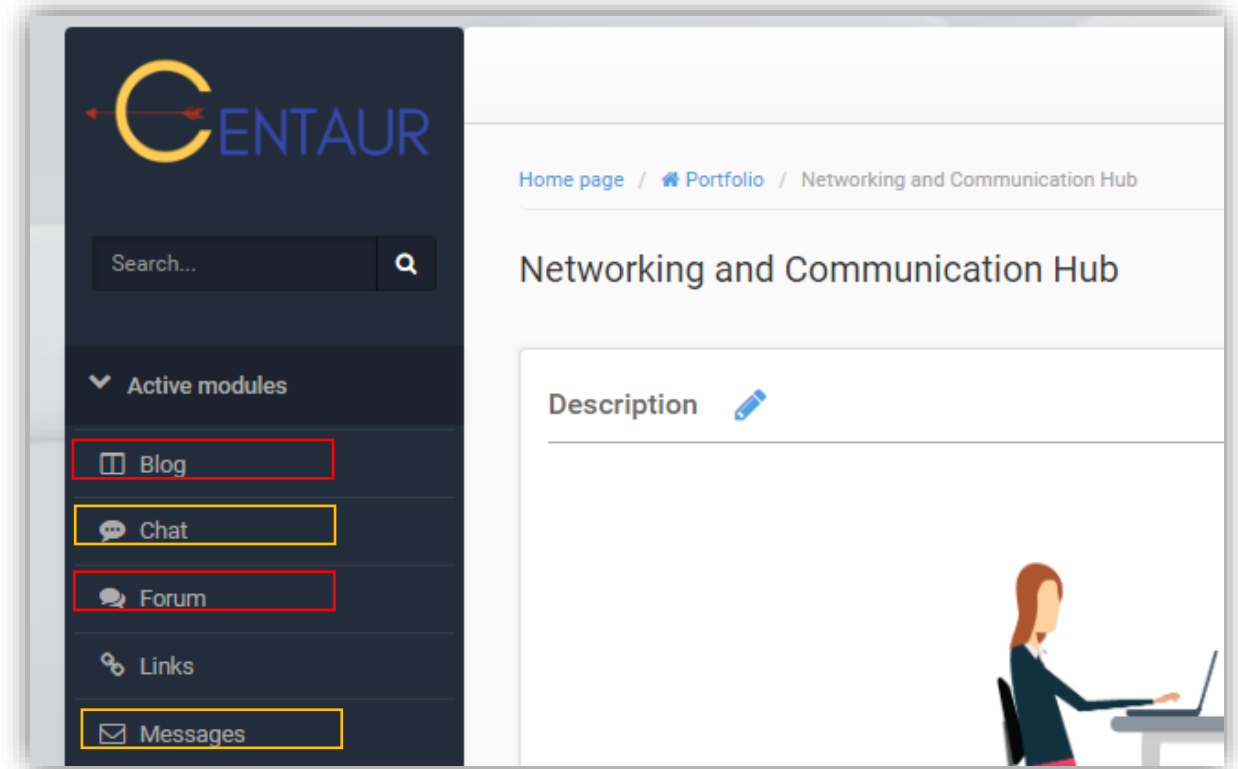 CENTAUR
Home page / Portfolio / Networking and Communication Hub
Search...
Networking and Communication Hub
Active modules
Description
Blog
Chat
Forum
Links
Messages